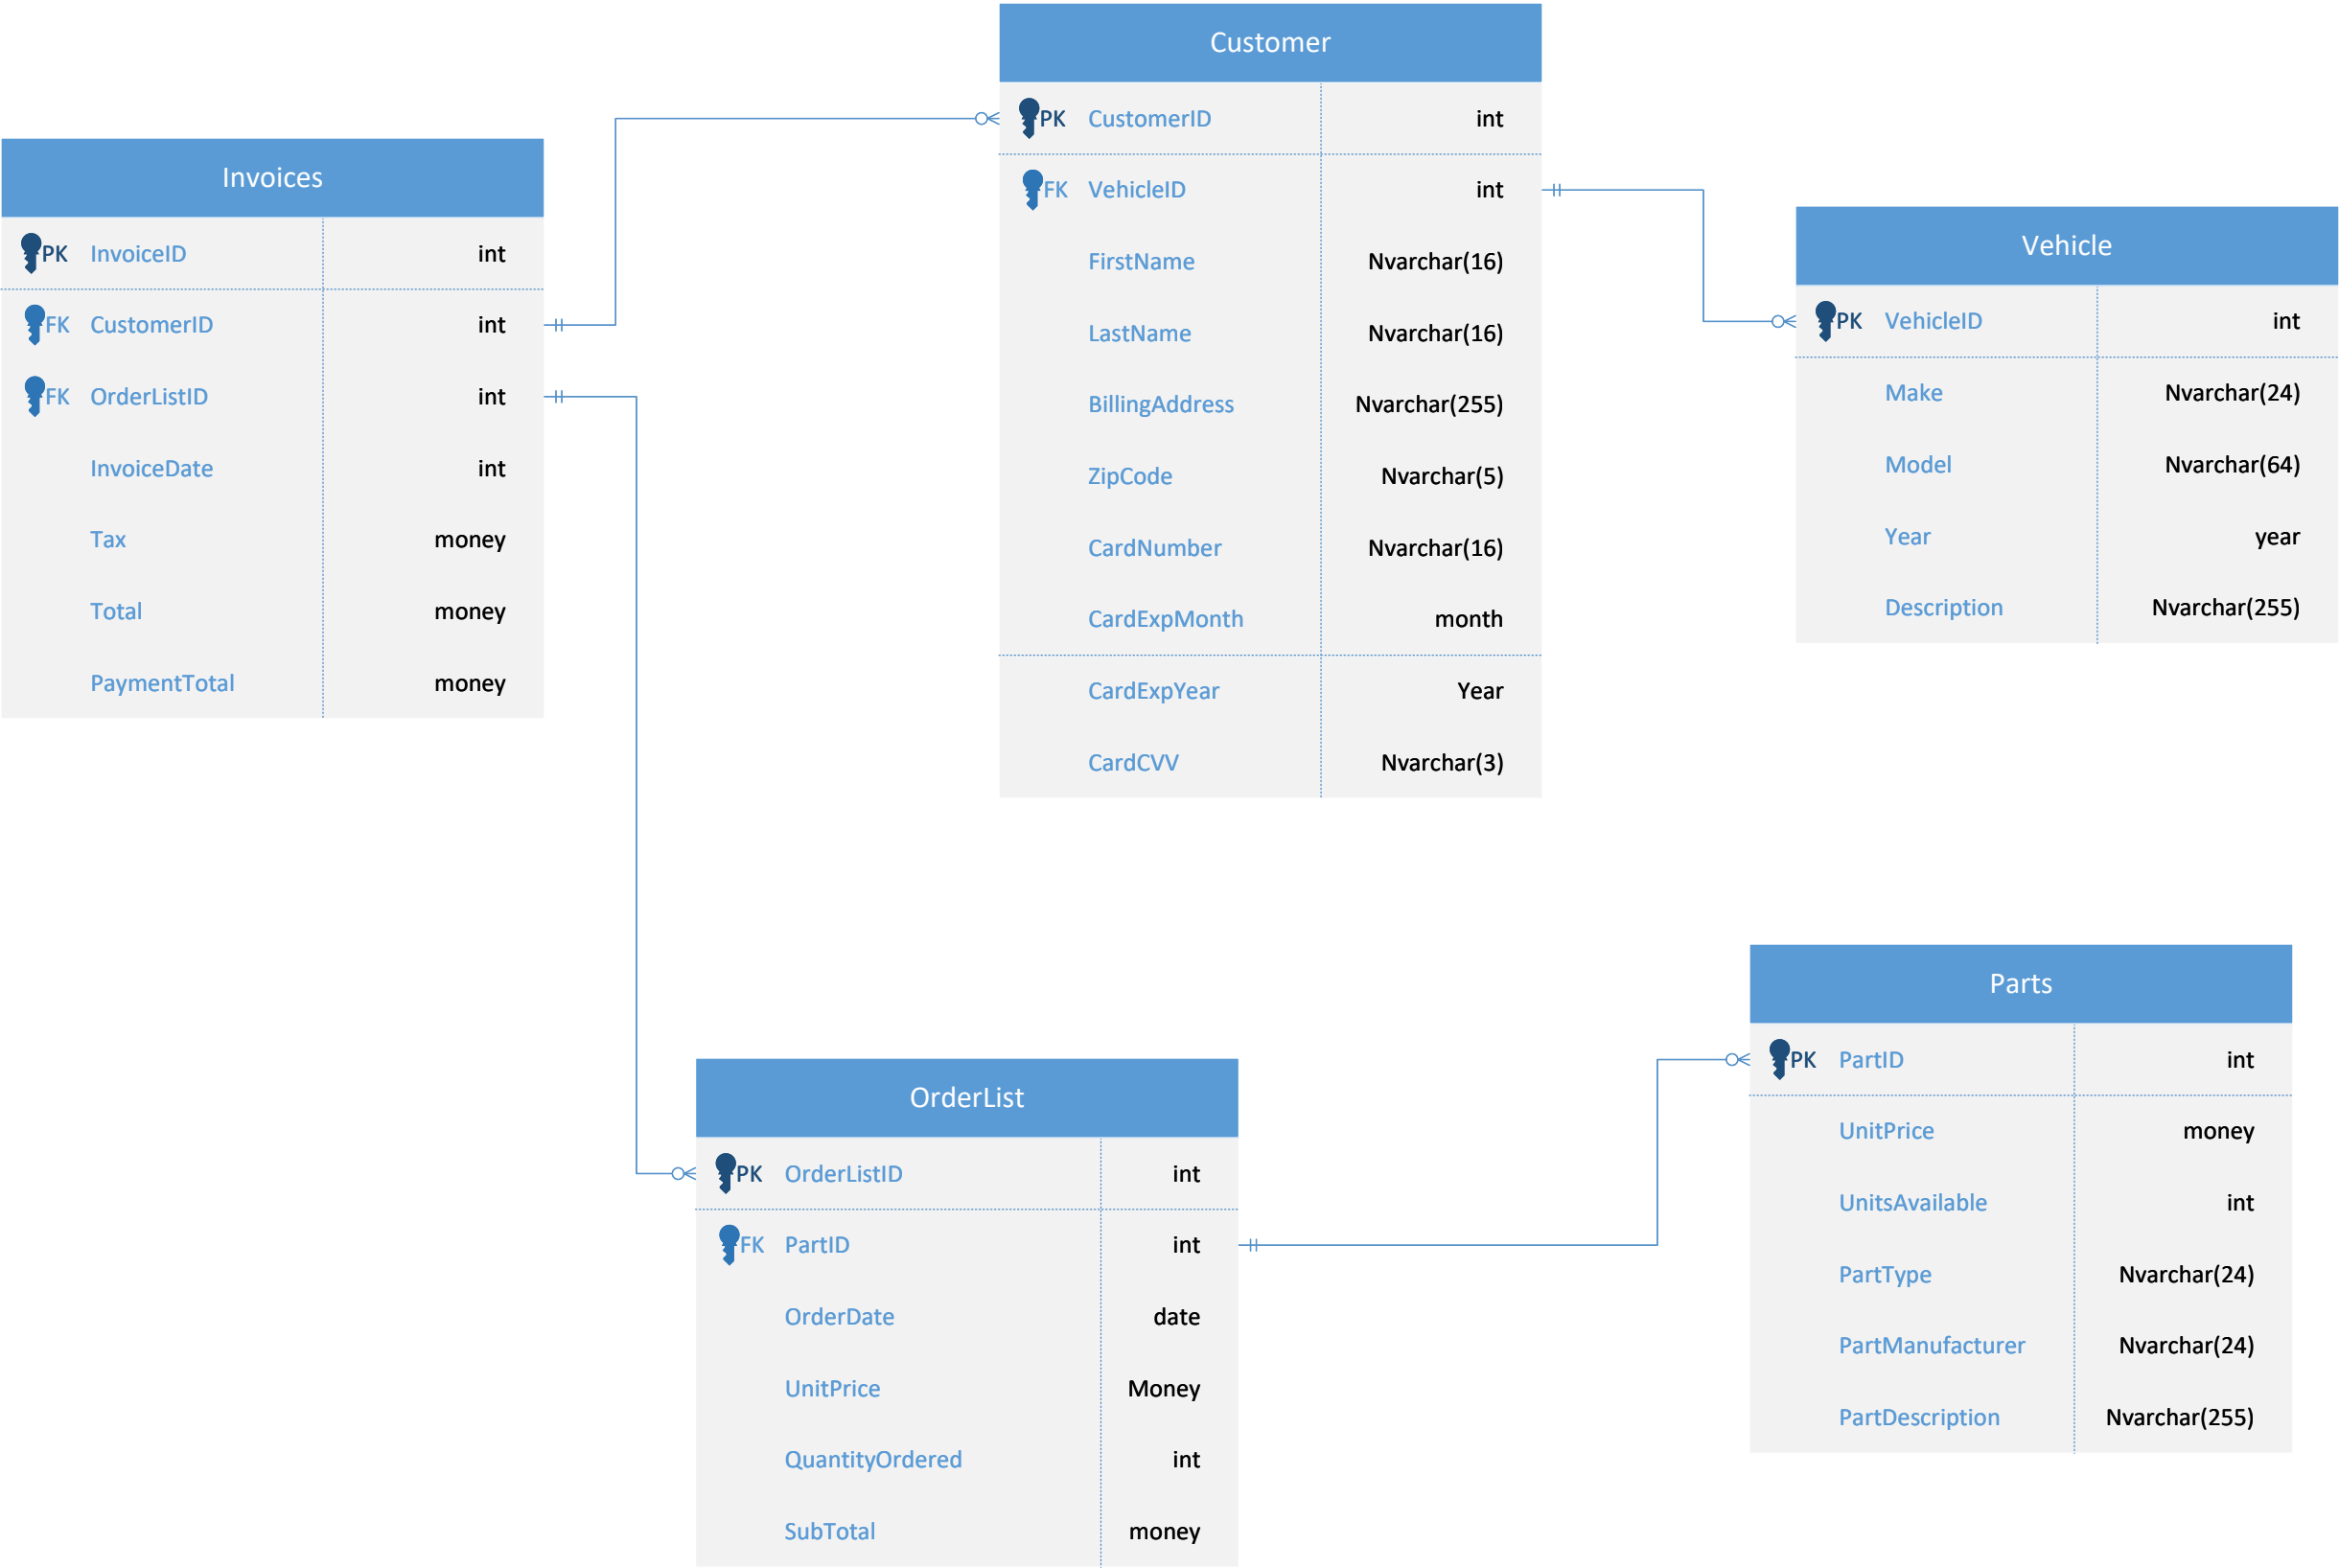 Customer
PK CustomerID int
FK VehicleID int
FirstName Nvarchar(16)
LastName Nvarchar(16)
BillingAddress Nvarchar(255)
ZipCode Nvarchar(5)
CardNumber Nvarchar(16)
CardExpMonth month
CardExpYear Year
CardCVV Nvarchar(3)
Invoices
PK InvoiceID int
FK CustomerID int
FK OrderListID int
InvoiceDate int
Tax money
Total money
PaymentTotal money
Vehicle
PK VehicleID int
Make Nvarchar(24)
Model Nvarchar(64)
Year year
Description Nvarchar(255)
Parts
PK PartID int
UnitPrice money
UnitsAvailable int
PartType Nvarchar(24)
PartManufacturer Nvarchar(24)
PartDescription Nvarchar(255)
OrderList
PK OrderListID int
FK PartID int
OrderDate date
UnitPrice Money
QuantityOrdered int
SubTotal money